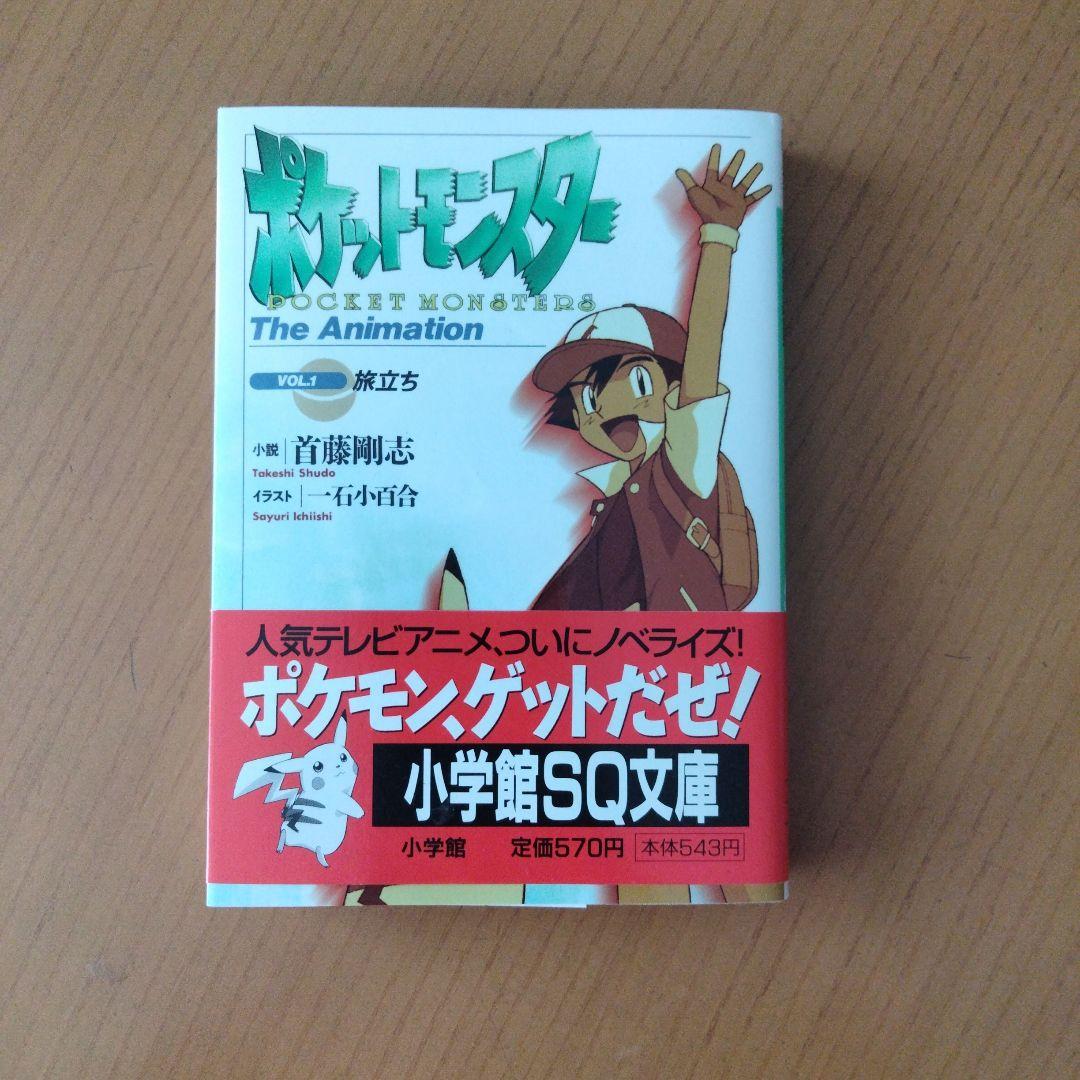 ポケットモンスター
POCKET MONSTERS
The Animation
VOL.1 旅立ち
小説 首藤剛志
Takeshi Shudo
イラスト 一石小百合
Sayuri Ichiishi
人気テレビアニメ、ついにノベライズ!
ポケモン、ゲットだぜ!
小学館SQ文庫
小学館 定価570円 本体543円